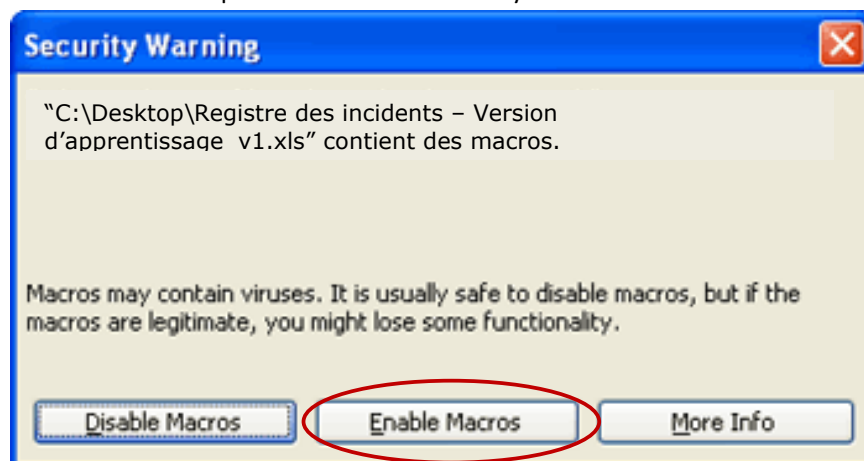 Security Warning
“C:\Desktop\Registre des incidents – Version
d’apprentissage v1.xls” contient des macros.
Macros may contain viruses. It is usually safe to disable macros, but if the
macros are legitimate, you might lose some functionality.
Disable Macros Enable Macros More Info